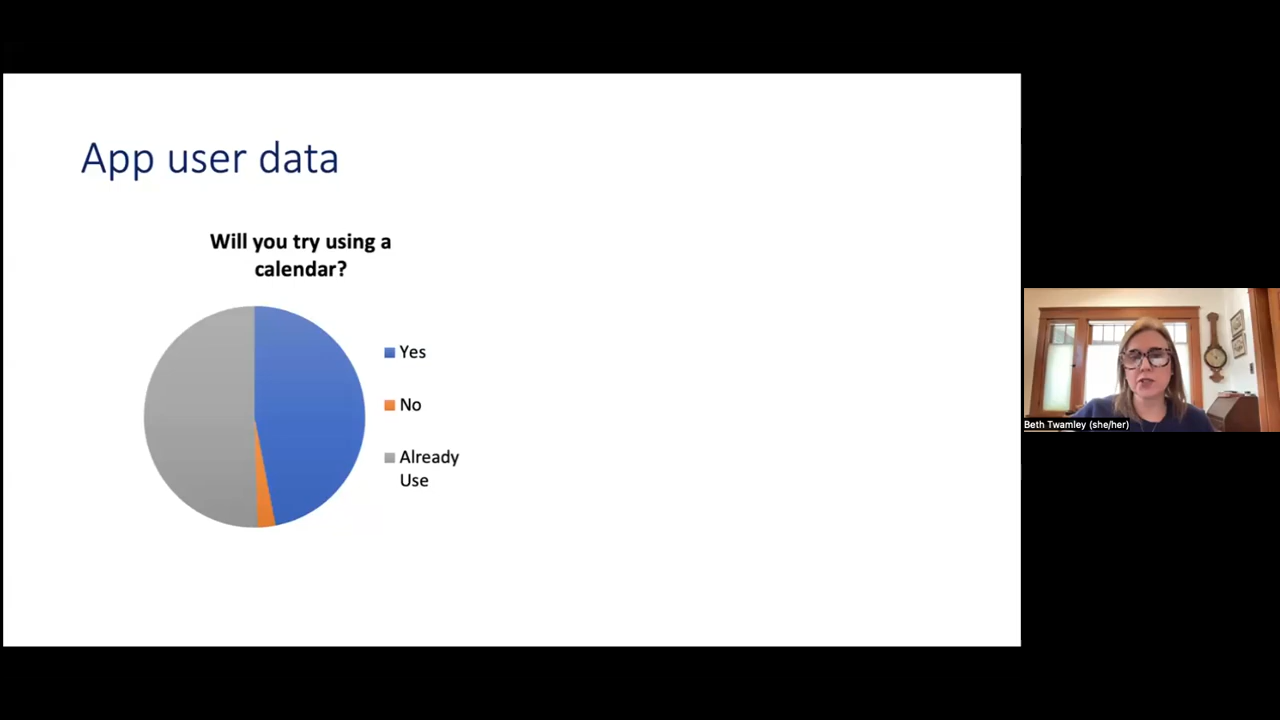 App user data
Will you try using a
calendar?
Yes
No
Already
Use
Beth Twamley (she/her)